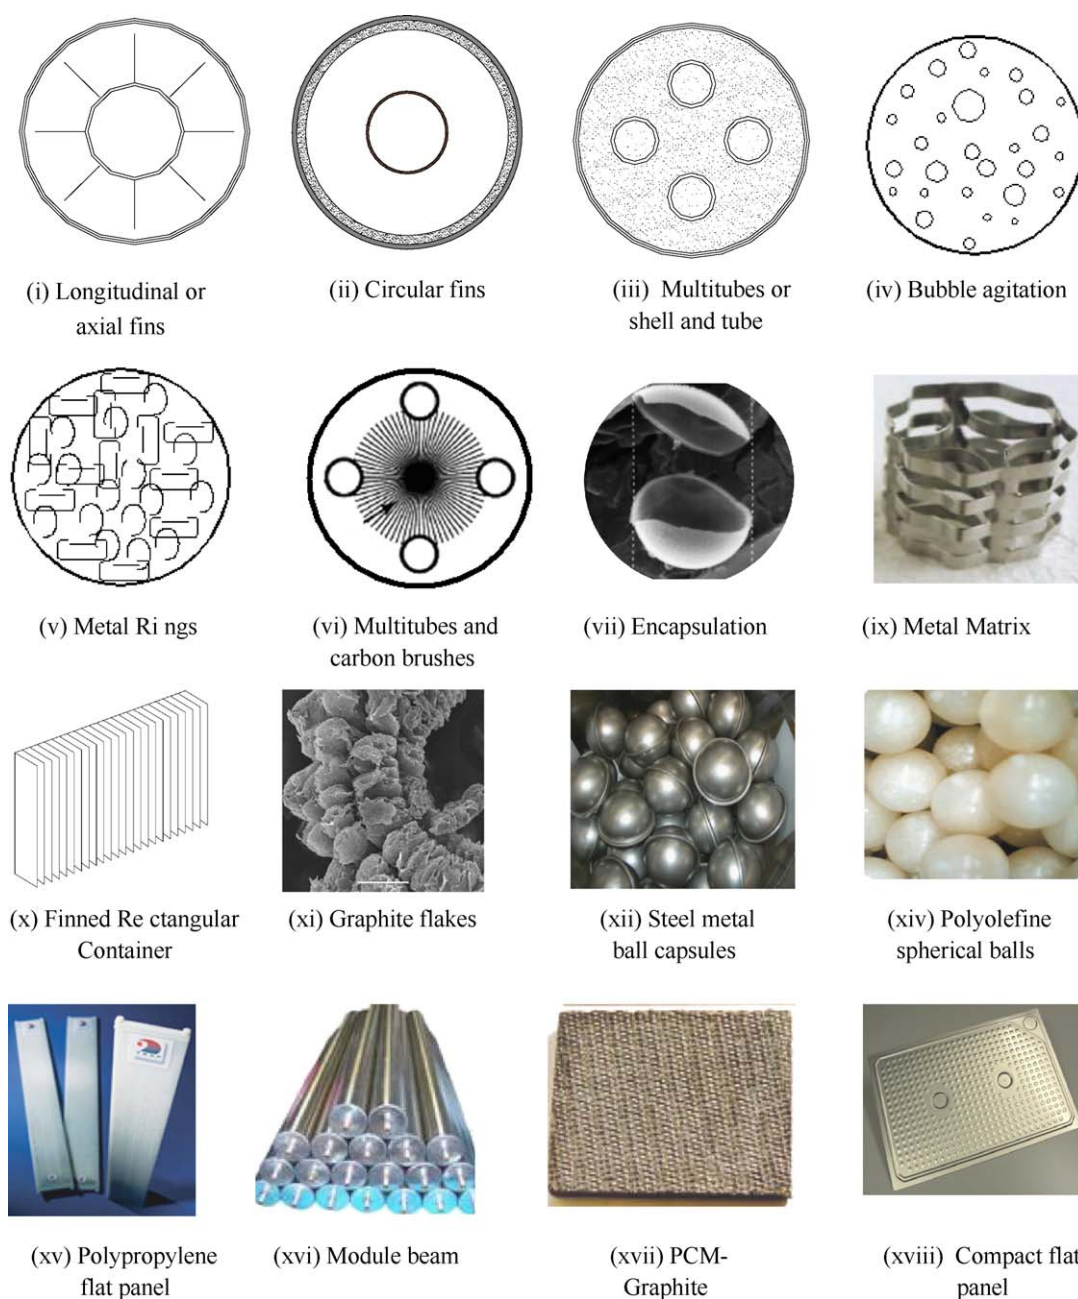 (i) Longitudinal or
axial fins
(ii) Circular fins
(iii) Multitubes or
shell and tube
(iv) Bubble agitation
(v) Metal Ri ngs
(vi) Multitubes and
carbon brushes
(vii) Encapsulation
(ix) Metal Matrix
(x) Finned Re ctangular
Container
(xi) Graphite flakes
(xii) Steel metal
ball capsules
(xiv) Polyolefine
spherical balls
(xv) Polypropylene
flat panel
(xvi) Module beam
(xvii) PCM-
Graphite
(xviii) Compact flat
panel